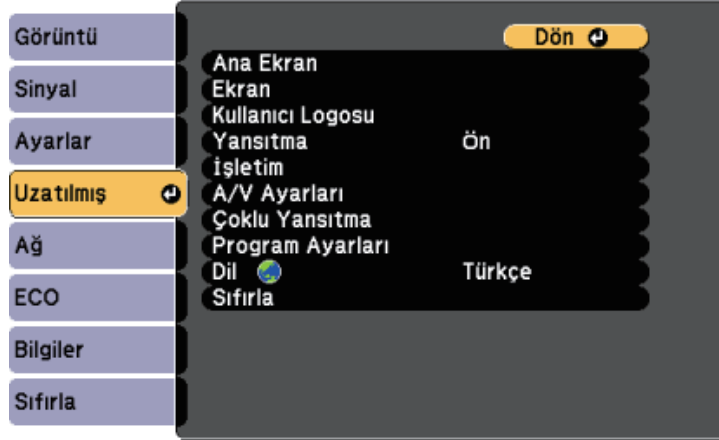 Görüntü
Sinyal
Ayarlar
Uzatılmış
Ağ
ECO
Bilgiler
Sıfırla
Dön
Ana Ekran
Ekran
Kullanıcı Logosu
Yansıtma Ön
İşletim
A/V Ayarları
Çoklu Yansıtma
Program Ayarları
Dil Türkçe
Sıfırla